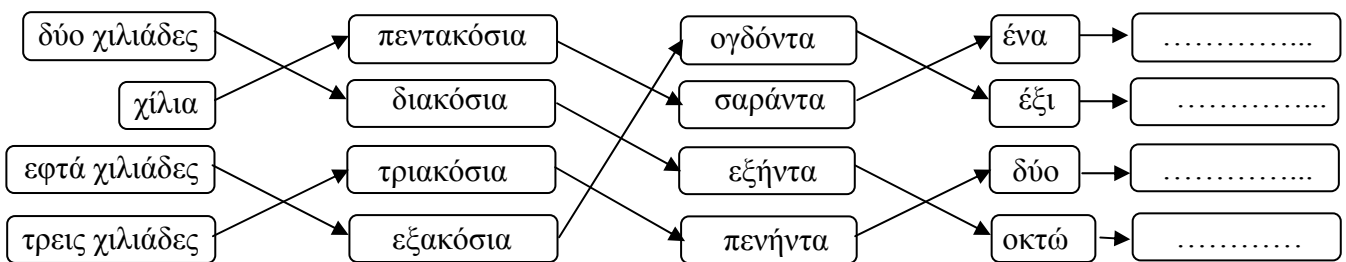 δύο χιλιάδες πεντακόσια ογδόντα ένα …………...
χίλια διακόσια σαράντα έξι …………...
εφτά χιλιάδες τριακόσια εξήντα δύο …………...
τρεις χιλιάδες εξακόσια πενήντα οκτώ …………